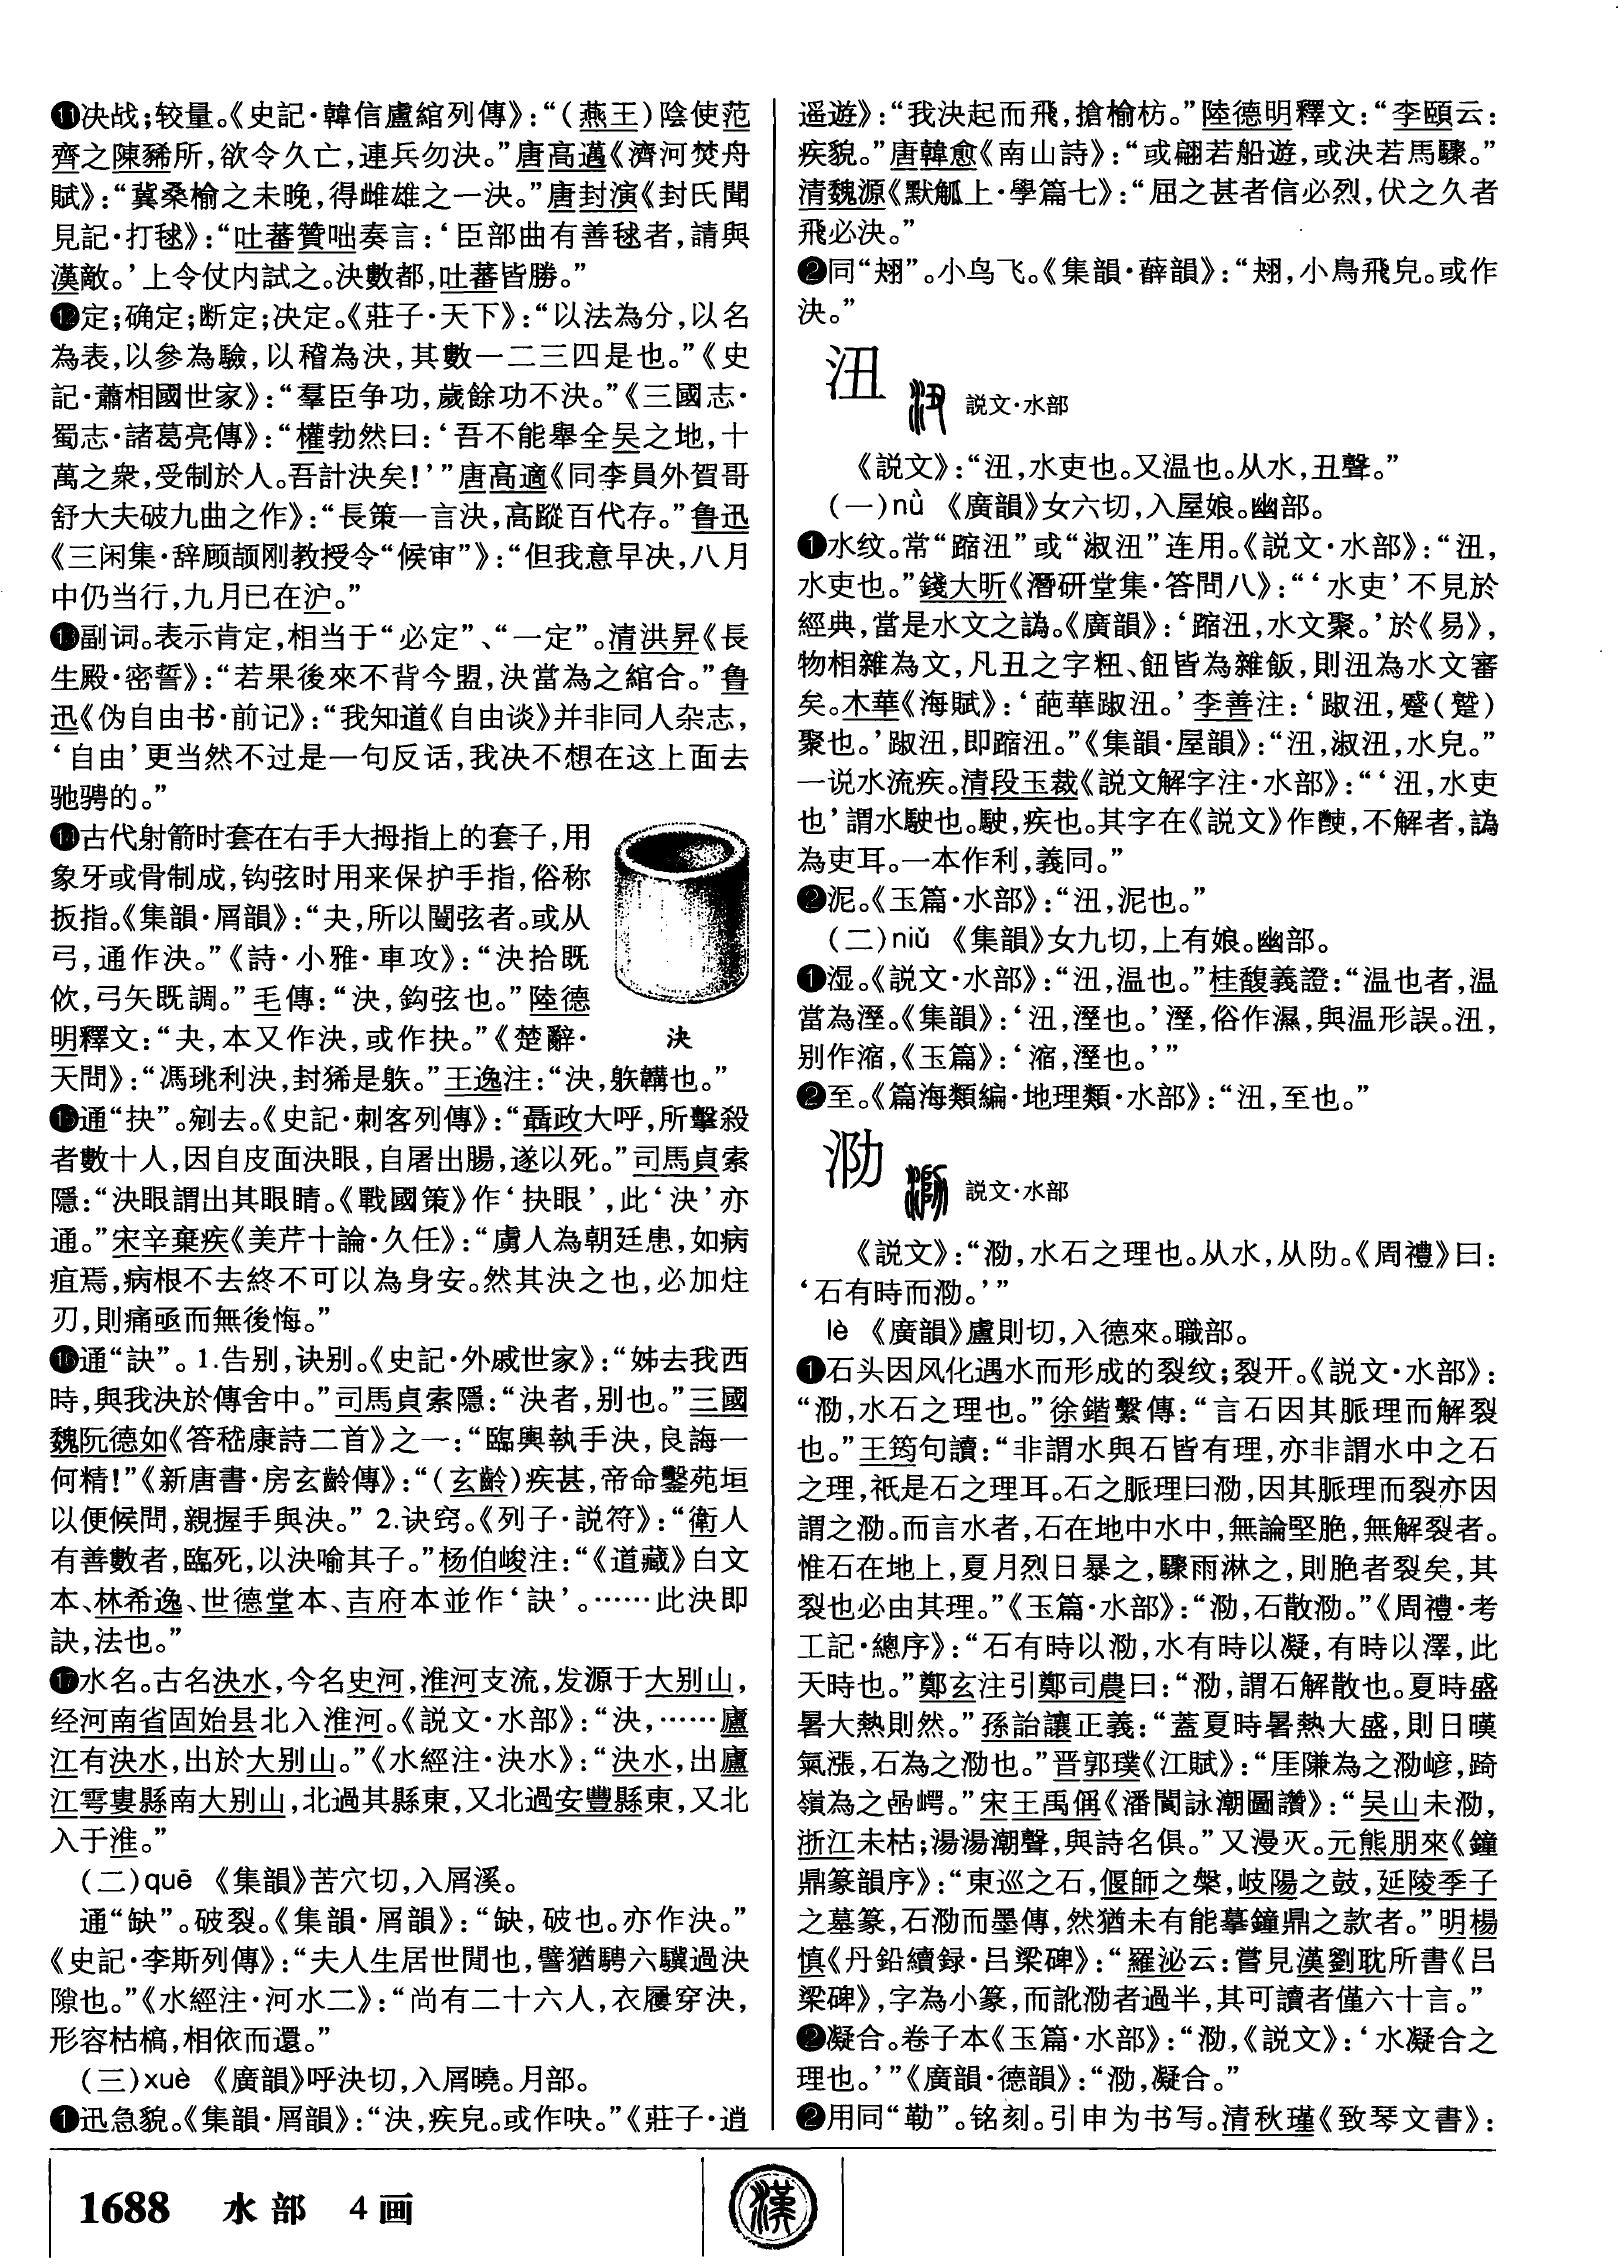 ⓫决战；较量。《史記·韓信盧綰列傳》：“（燕王）陰使范
齊之陳豨所，欲令久亡，連兵勿決。”唐高邁《濟河焚舟
賦》：“冀桑榆之未晚，得雌雄之一決。”唐封演《封氏聞
見記·打毬》：“吐蕃贊咄奏言：‘臣部曲有善毬者，請與
漢敵。’上令仗内試之。決數都，吐蕃皆勝。”
⓬定；确定；断定；决定。《莊子·天下》：“以法為分，以名
為表，以參為驗，以稽為決，其數一二三四是也。”《史
記·蕭相國世家》：“羣臣争功，歲餘功不決。”《三國志·
蜀志·諸葛亮傳》：“權勃然曰：‘吾不能舉全吴之地，十
萬之衆，受制於人。吾計決矣！’”唐高適《同李員外賀哥
舒大夫破九曲之作》：“長策一言決，高蹤百代存。”鲁迅
《三闲集·辞顾颉刚教授令“候审”》：“但我意早决，八月
中仍当行，九月已在沪。”
⓭副词。表示肯定，相当于“必定”、“一定”。清洪昇《長
生殿·密誓》：“若果後來不背今盟，決當為之綰合。”鲁
迅《伪自由书·前记》：“我知道《自由谈》并非同人杂志，
‘自由’更当然不过是一句反话，我决不想在这上面去
驰骋的。”
⓮古代射箭时套在右手大拇指上的套子，用
象牙或骨制成，钩弦时用来保护手指，俗称
扳指。《集韻·屑韻》：“夬，所以闓弦者。或从
弓，通作決。”《詩·小雅·車攻》：“決拾既
佽，弓矢既調。”毛傳：“決，鈎弦也。”陸德
明釋文：“夬，本又作決，或作抉。”《楚辭·
決
天問》：“馮珧利決，封狶是䠶。”王逸注：“決，䠶韝也。”
⓯通“抉”。剜去。《史記·刺客列傳》：“聶政大呼，所擊殺
者數十人，因自皮面決眼，自屠出腸，遂以死。”司馬貞索
隱：“決眼謂出其眼睛。《戰國策》作‘抉眼’，此‘決’亦
通。”宋辛棄疾《美芹十論·久任》：“虜人為朝廷患，如病
疽焉，病根不去終不可以為身安。然其決之也，必加炷
刃，則痛亟而無後悔。”
⓰通“訣”。1.告别，诀别。《史記·外戚世家》：“姊去我西
時，與我決於傳舍中。”司馬貞索隱：“決者，别也。”三國
魏阮德如《答嵇康詩二首》之一：“臨輿執手決，良誨一
何精！”《新唐書·房玄齡傳》：“（玄齡）疾甚，帝命鑿苑垣
以便候問，親握手與決。” 2.诀窍。《列子·説符》：“衛人
有善數者，臨死，以決喻其子。”杨伯峻注：“《道藏》白文
本、林希逸、世德堂本、吉府本並作‘訣’。……此決即
訣，法也。”
⓱水名。古名決水，今名史河，淮河支流，发源于大别山，
经河南省固始县北入淮河。《説文·水部》：“決，……廬
江有決水，出於大别山。”《水經注·決水》：“決水，出廬
江雩婁縣南大别山，北過其縣東，又北過安豐縣東，又北
入于淮。”
（二）quē 《集韻》苦穴切，入屑溪。
通“缺”。破裂。《集韻·屑韻》：“缺，破也。亦作決。”
《史記·李斯列傳》：“夫人生居世間也，譬猶騁六驥過決
隙也。”《水經注·河水二》：“尚有二十六人，衣屨穿決，
形容枯槁，相依而還。”
（三）xuè 《廣韻》呼決切，入屑曉。月部。
❶迅急貌。《集韻·屑韻》：“決，疾皃。或作吷。”《莊子·逍
遥遊》：“我決起而飛，搶榆枋。”陸德明釋文：“李頤云：
疾貌。”唐韓愈《南山詩》：“或翩若船遊，或決若馬驟。”
清魏源《默觚上·學篇七》：“屈之甚者信必烈，伏之久者
飛必決。”
❷同“翅”。小鸟飞。《集韻·薛韻》：“翅，小鳥飛皃。或作
決。”
沑 説文·水部
《説文》：“沑，水吏也。又温也。从水，丑聲。”
（一）nǜ 《廣韻》女六切，入屋娘。幽部。
❶水纹。常“蹜沑”或“淑沑”连用。《説文·水部》：“沑，
水吏也。”錢大昕《潛研堂集·答問八》：“‘水吏’不見於
經典，當是水文之譌。《廣韻》：‘蹜沑，水文聚。’於《易》，
物相雜為文，凡丑之字粈、飷皆為雜飯，則沑為水文審
矣。木華《海賦》：‘葩華踧沑。’李善注：‘踧沑，蹙（蹵）
聚也。’踧沑，即蹜沑。”《集韻·屋韻》：“沑，淑沑，水皃。”
一说水流疾。清段玉裁《説文解字注·水部》：“‘沑，水吏
也’謂水駛也。駛，疾也。其字在《説文》作㕜，不解者，譌
為吏耳。一本作利，義同。”
❷泥。《玉篇·水部》：“沑，泥也。”
（二）niǔ 《集韻》女九切，上有娘。幽部。
❶湿。《説文·水部》：“沑，温也。”桂馥義證：“温也者，温
當為溼。《集韻》：‘沑，溼也。’溼，俗作濕，與温形誤。沑，
别作㴼，《玉篇》：‘㴼，溼也。’”
❷至。《篇海類編·地理類·水部》：“沑，至也。”
泐 説文·水部
《説文》：“泐，水石之理也。从水，从阞。《周禮》曰：
‘石有時而泐。’”
lè 《廣韻》盧則切，入德來。職部。
❶石头因风化遇水而形成的裂纹；裂开。《説文·水部》：
“泐，水石之理也。”徐鍇繫傳：“言石因其脈理而解裂
也。”王筠句讀：“非謂水與石皆有理，亦非謂水中之石
之理，祇是石之理耳。石之脈理曰泐，因其脈理而裂亦因
謂之泐。而言水者，石在地中水中，無論堅脆，無解裂者。
惟石在地上，夏月烈日暴之，驟雨淋之，則脆者裂矣，其
裂也必由其理。”《玉篇·水部》：“泐，石散泐。”《周禮·考
工記·總序》：“石有時以泐，水有時以凝，有時以澤，此
天時也。”鄭玄注引鄭司農曰：“泐，謂石解散也。夏時盛
暑大熱則然。”孫詒讓正義：“蓋夏時暑熱大盛，則日暵
氣漲，石為之泐也。”晋郭璞《江賦》：“厓隒為之泐嵃，踦
嶺為之嵒崿。”宋王禹偁《潘閬詠潮圖讚》：“吴山未泐，
浙江未枯；湯湯潮聲，與詩名俱。”又漫灭。元熊朋來《鐘
鼎篆韻序》：“東巡之石，偃師之槃，岐陽之鼓，延陵季子
之墓篆，石泐而墨傳，然猶未有能摹鐘鼎之款者。”明楊
慎《丹鉛續録·吕梁碑》：“羅泌云：嘗見漢劉耽所書《吕
梁碑》，字為小篆，而訛泐者過半，其可讀者僅六十言。”
❷凝合。卷子本《玉篇·水部》：“泐，《説文》：‘水凝合之
理也。’”《廣韻·德韻》：“泐，凝合。”
❷用同“勒”。铭刻。引申为书写。清秋瑾《致琴文書》：
1688 水部 4画
漢